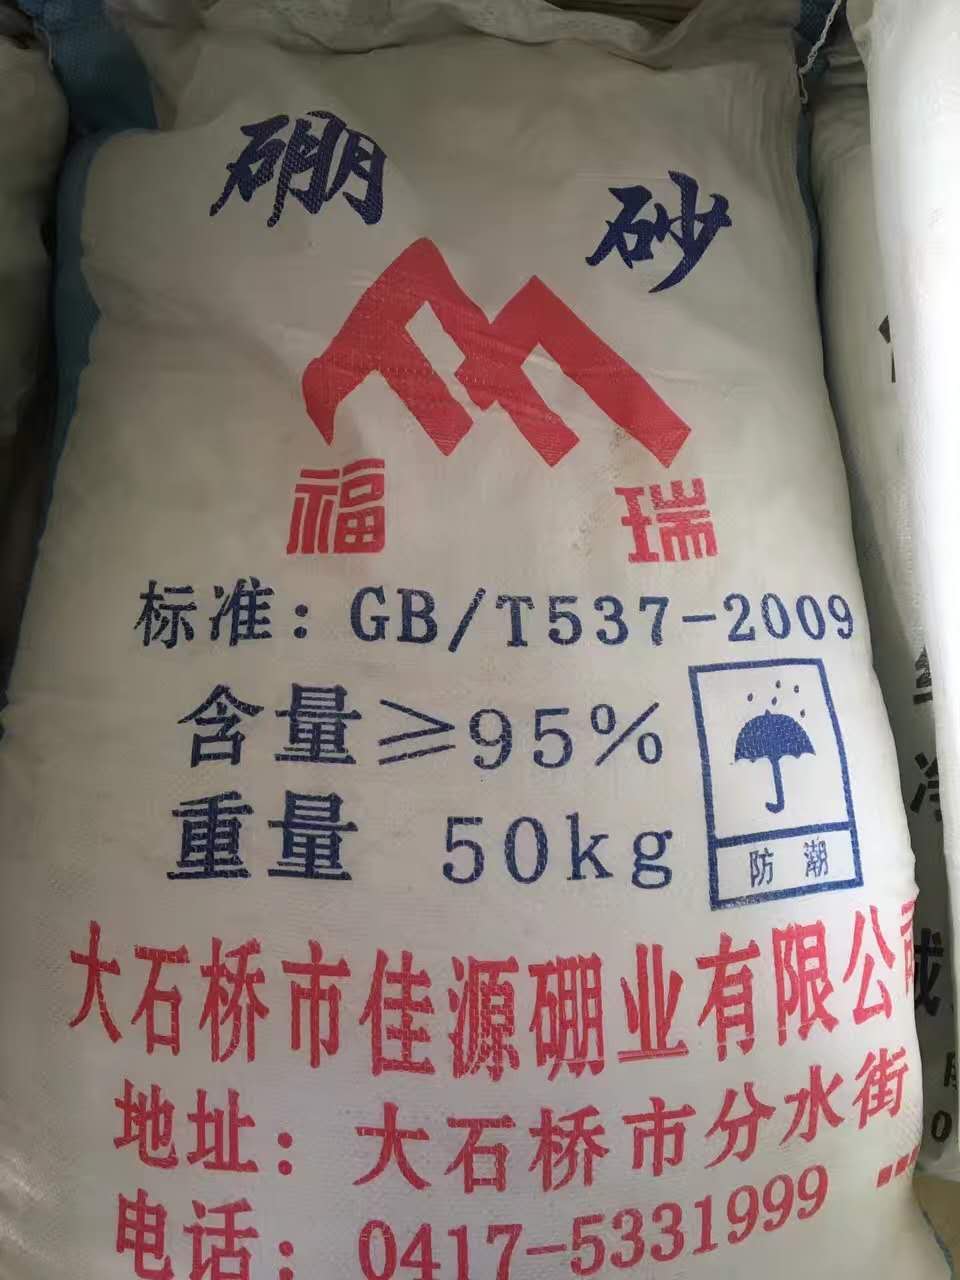 硼砂
福瑞
标准：GB/T537-2009
含量≥95%
重量 50kg
防潮
大石桥市佳源硼业有限公司
地址：大石桥市分水街
电话：0417-5331999